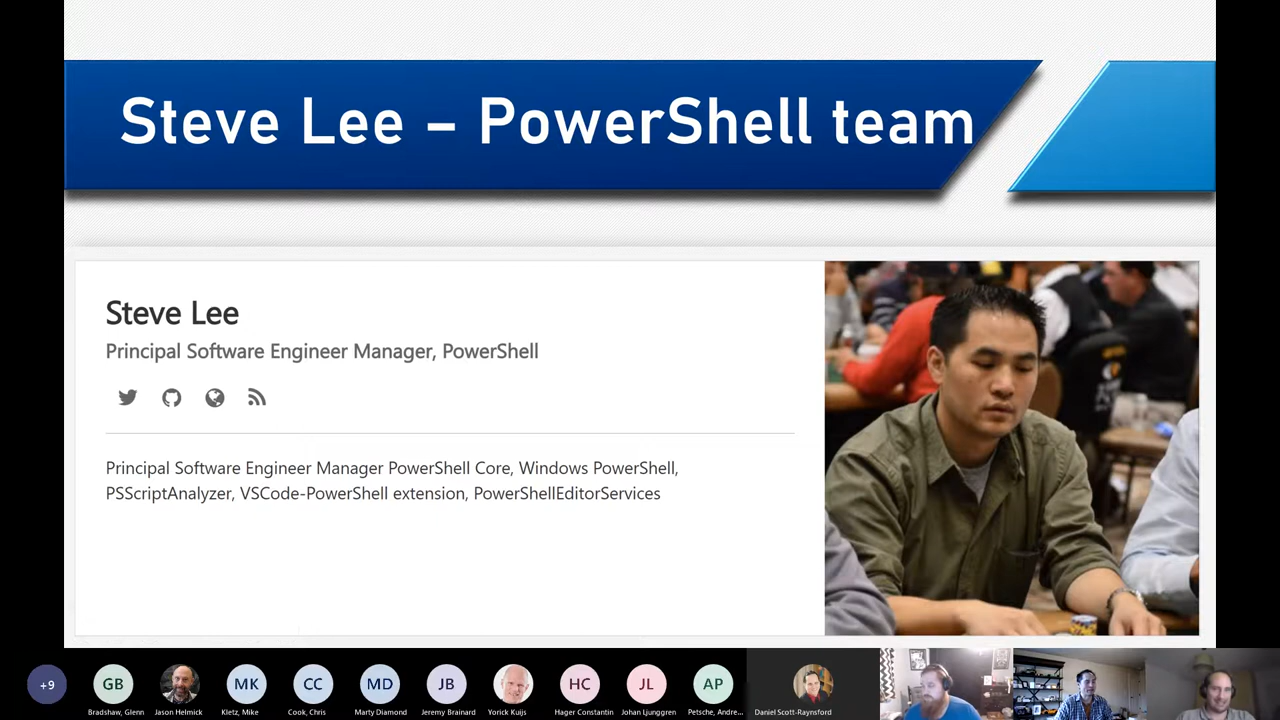 Steve Lee – PowerShell team
Steve Lee
Principal Software Engineer Manager, PowerShell
Principal Software Engineer Manager PowerShell Core, Windows PowerShell,
PSScriptAnalyzer, VSCode-PowerShell extension, PowerShellEditorServices
+9 GB MK CC MD JB HC JL AP
Bradshaw, Glenn Jason Helmick Kletz, Mike Cook, Chris Marty Diamond Jeremy Brainard Yorick Kuijs Hager Constantin Johan Ljunggren Petsche, Andre... Daniel Scott-Raynsford